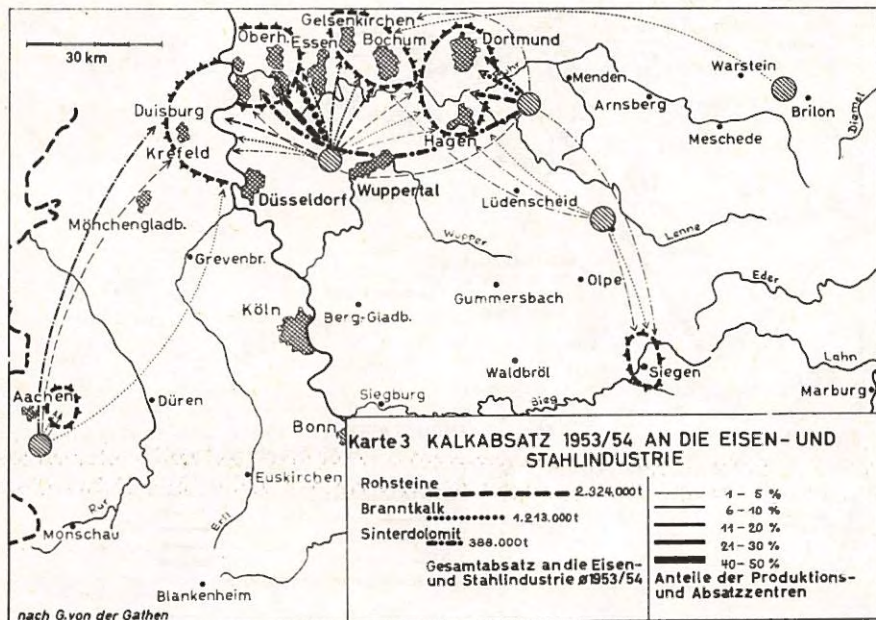 Gelsenkirchen
Oberh.
Essen
Bochum
Dortmund
30 km
Menden
Warstein
Arnsberg
Brilon
Meschede
Diemel
Duisburg
Krefeld
Hagen
Wuppertal
Düsseldorf
Lüdenscheid
Mönchengladb.
Wupper
Lenne
Grevenbr.
Olpe
Eder
Gummersbach
Köln
Berg-Gladb.
Lahn
Waldbröl
Siegen
Aachen
Düren
Siegburg
Sieg
Marburg
Bonn
Euskirchen
Rur
Erft
Monschau
Blankenheim
nach G.von der Gathen
Karte 3 KALKABSATZ 1953/54 AN DIE EISEN- UND
STAHLINDUSTRIE
Rohsteine
2.324.000t
Branntkalk
1.213.000t
Sinterdolomit
388.000t
Gesamtabsatz an die Eisen-
und Stahlindustrie ø1953/54
1 - 5 %
6 - 10 %
11 - 20 %
21 - 30 %
40 - 50 %
Anteile der Produktions-
und Absatzzentren